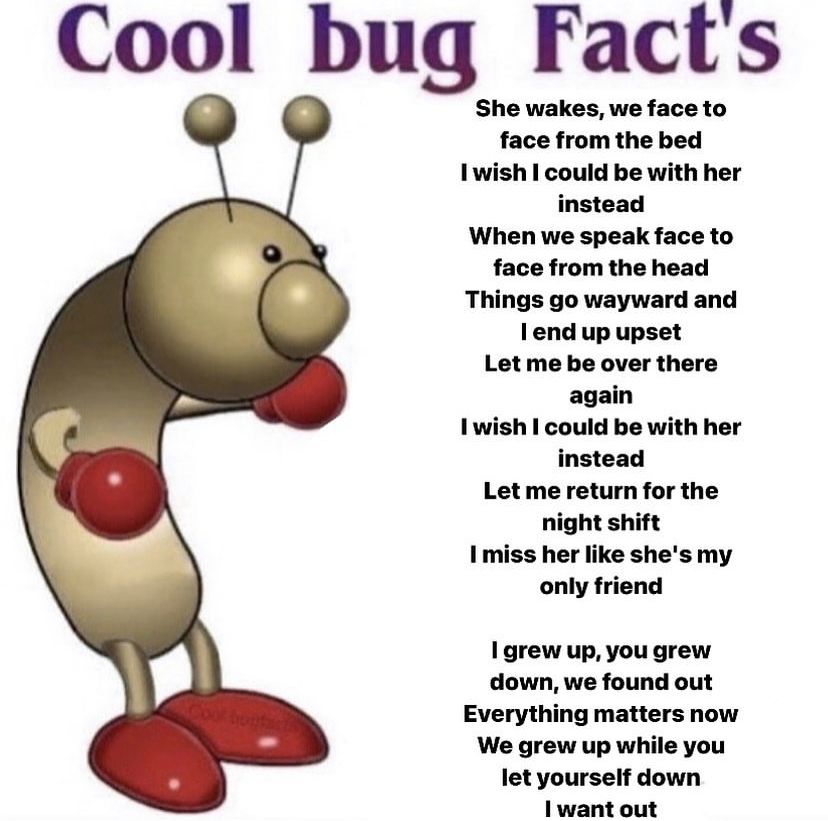 Cool bug Fact's
She wakes, we face to
face from the bed
I wish I could be with her
instead
When we speak face to
face from the head
Things go wayward and
I end up upset
Let me be over there
again
I wish I could be with her
instead
Let me return for the
night shift
I miss her like she's my
only friend
I grew up, you grew
down, we found out
Everything matters now
We grew up while you
let yourself down
I want out